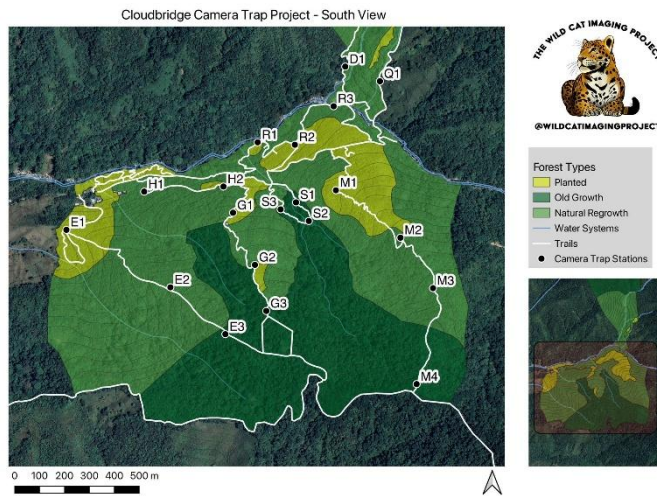 Cloudbridge Camera Trap Project - South View
D1
Q1
R3
R1
R2
H1
H2
M1
S1
S3
S2
G1
E1
M2
G2
E2
M3
G3
E3
M4
0 100 200 300 400 500 m
THE WILD CAT IMAGING PROJECT
@WILDCATIMAGINGPROJECT
Forest Types
Planted
Old Growth
Natural Regrowth
Water Systems
Trails
Camera Trap Stations